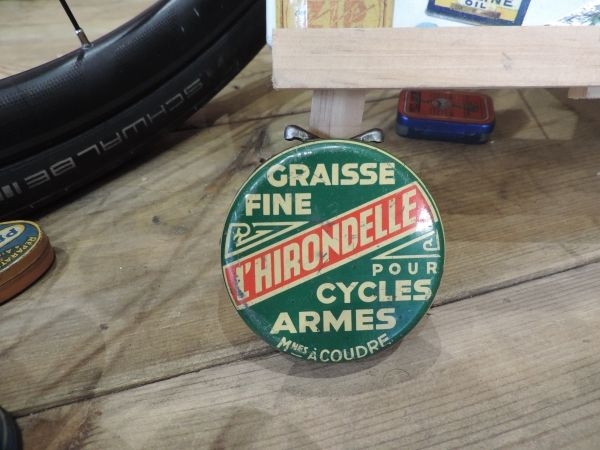 GRAISSE
FINE
L'HIRONDELLE
POUR
CYCLES
ARMES
Mnes À COUDRE
SCHWALBE